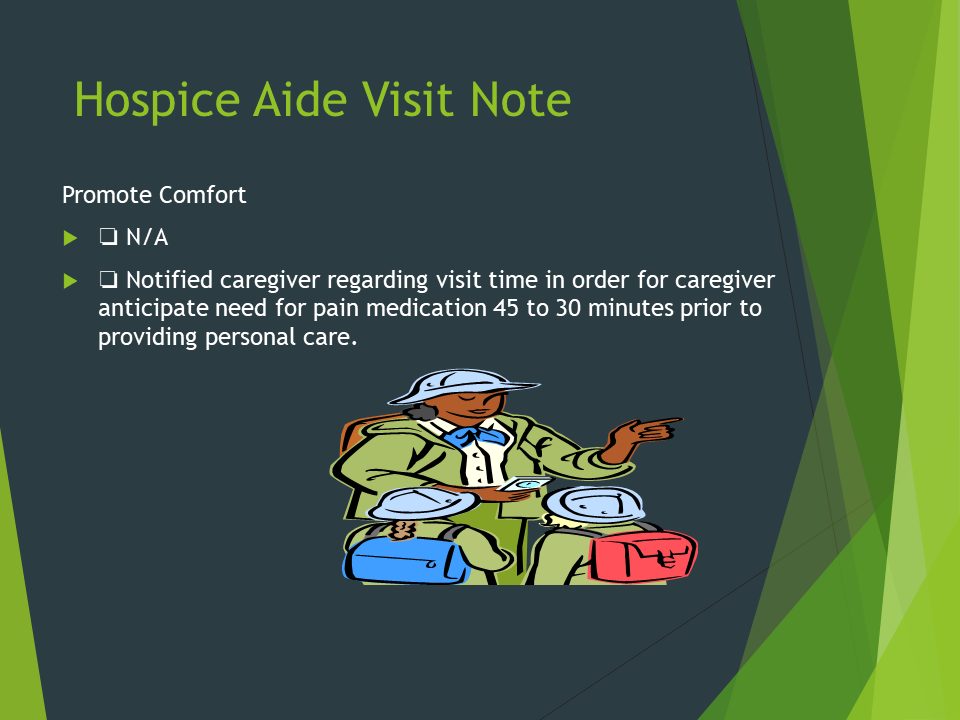 Hospice Aide Visit Note
Promote Comfort
❏ N/A
❏ Notified caregiver regarding visit time in order for caregiver
anticipate need for pain medication 45 to 30 minutes prior to
providing personal care.